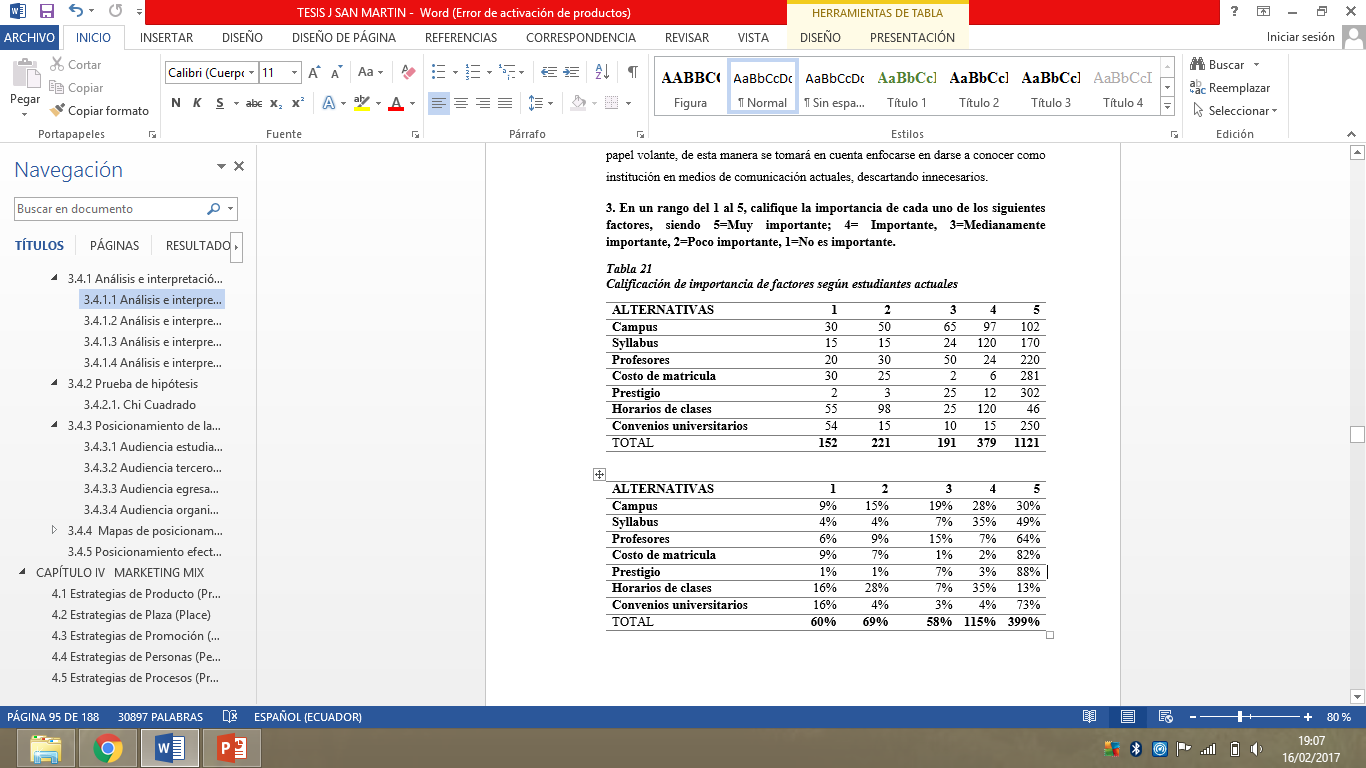 TESIS J SAN MARTIN - Word (Error de activación de productos)
HERRAMIENTAS DE TABLA
ARCHIVO INICIO INSERTAR DISEÑO DISEÑO DE PÁGINA REFERENCIAS CORRESPONDENCIA REVISAR VISTA DISEÑO PRESENTACIÓN Iniciar sesión
Pegar
Cortar
Copiar
Copiar formato
Portapapeles
Calibri (Cuerpo 11
N K S abc x₂ x²
Fuente
Párrafo
AABBC( AaBbCcDc AaBbCcDc AaBbCcI AaBbCcI AaBbCcI AaBbCcI
Figura ¶ Normal ¶ Sin espa... Título 1 Título 2 Título 3 Título 4
Estilos
Buscar
Reemplazar
Seleccionar
Edición
Navegación
Buscar en documento
TÍTULOS PÁGINAS RESULTADO
3.4.1 Análisis e interpretació...
3.4.1.1 Análisis e interpre...
3.4.1.2 Análisis e interpre...
3.4.1.3 Análisis e interpre...
3.4.1.4 Análisis e interpre...
3.4.2 Prueba de hipótesis
3.4.2.1. Chi Cuadrado
3.4.3 Posicionamiento de la...
3.4.3.1 Audiencia estudia...
3.4.3.2 Audiencia tercero...
3.4.3.3 Audiencia egresa...
3.4.3.4 Audiencia organi...
3.4.4 Mapas de posicionam...
3.4.5 Posicionamiento efect...
CAPÍTULO IV MARKETING MIX
4.1 Estrategias de Producto (Pr...
4.2 Estrategias de Plaza (Place)
4.3 Estrategias de Promoción (...
4.4 Estrategias de Personas (Pe...
4.5 Estrategias de Procesos (Pr...
papel volante, de esta manera se tomará en cuenta enfocarse en darse a conocer como
institución en medios de comunicación actuales, descartando innecesarios.
3. En un rango del 1 al 5, califique la importancia de cada uno de los siguientes
factores, siendo 5=Muy importante; 4= Importante, 3=Medianamente
importante, 2=Poco importante, 1=No es importante.
Tabla 21
Calificación de importancia de factores según estudiantes actuales
ALTERNATIVAS 1 2 3 4 5
Campus 30 50 65 97 102
Syllabus 15 15 24 120 170
Profesores 20 30 50 24 220
Costo de matricula 30 25 2 6 281
Prestigio 2 3 25 12 302
Horarios de clases 55 98 25 120 46
Convenios universitarios 54 15 10 15 250
TOTAL 152 221 191 379 1121
ALTERNATIVAS 1 2 3 4 5
Campus 9% 15% 19% 28% 30%
Syllabus 4% 4% 7% 35% 49%
Profesores 6% 9% 15% 7% 64%
Costo de matricula 9% 7% 1% 2% 82%
Prestigio 1% 1% 7% 3% 88%
Horarios de clases 16% 28% 7% 35% 13%
Convenios universitarios 16% 4% 3% 4% 73%
TOTAL 60% 69% 58% 115% 399%
PÁGINA 95 DE 188 30897 PALABRAS ESPAÑOL (ECUADOR) 80 %
19:07
16/02/2017